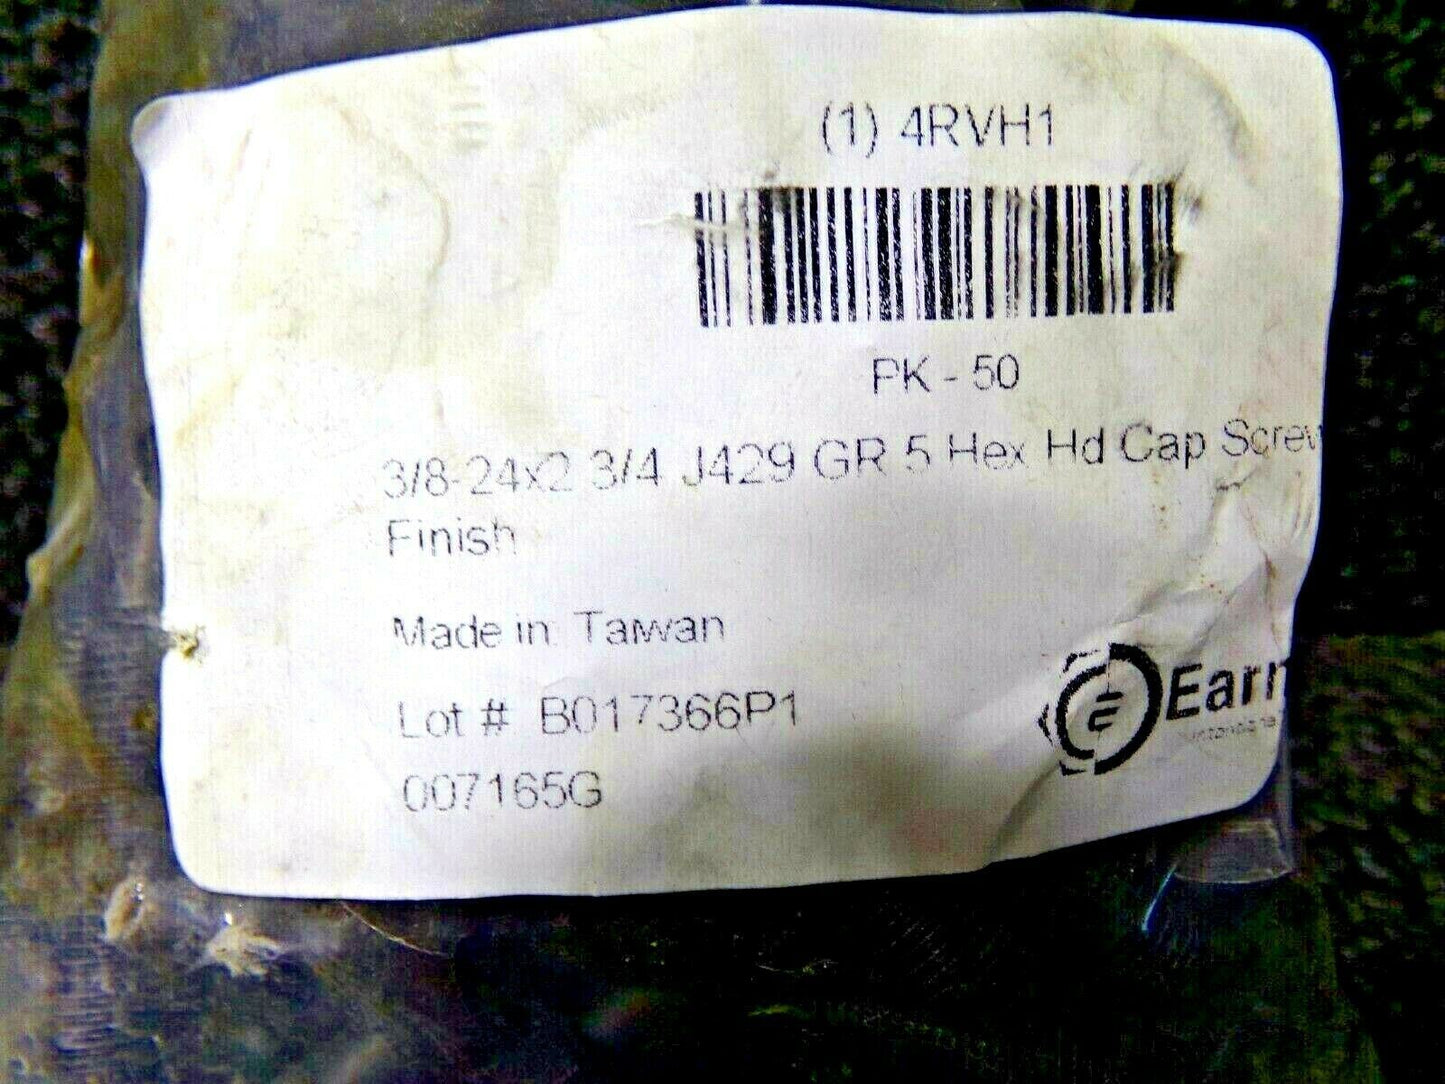 (1) 4RVH1
PK - 50
3/8-24x2 3/4 J429 GR 5 Hex Hd Cap Screw
Finish
Made in: Taiwan
Lot # B017366P1
007165G